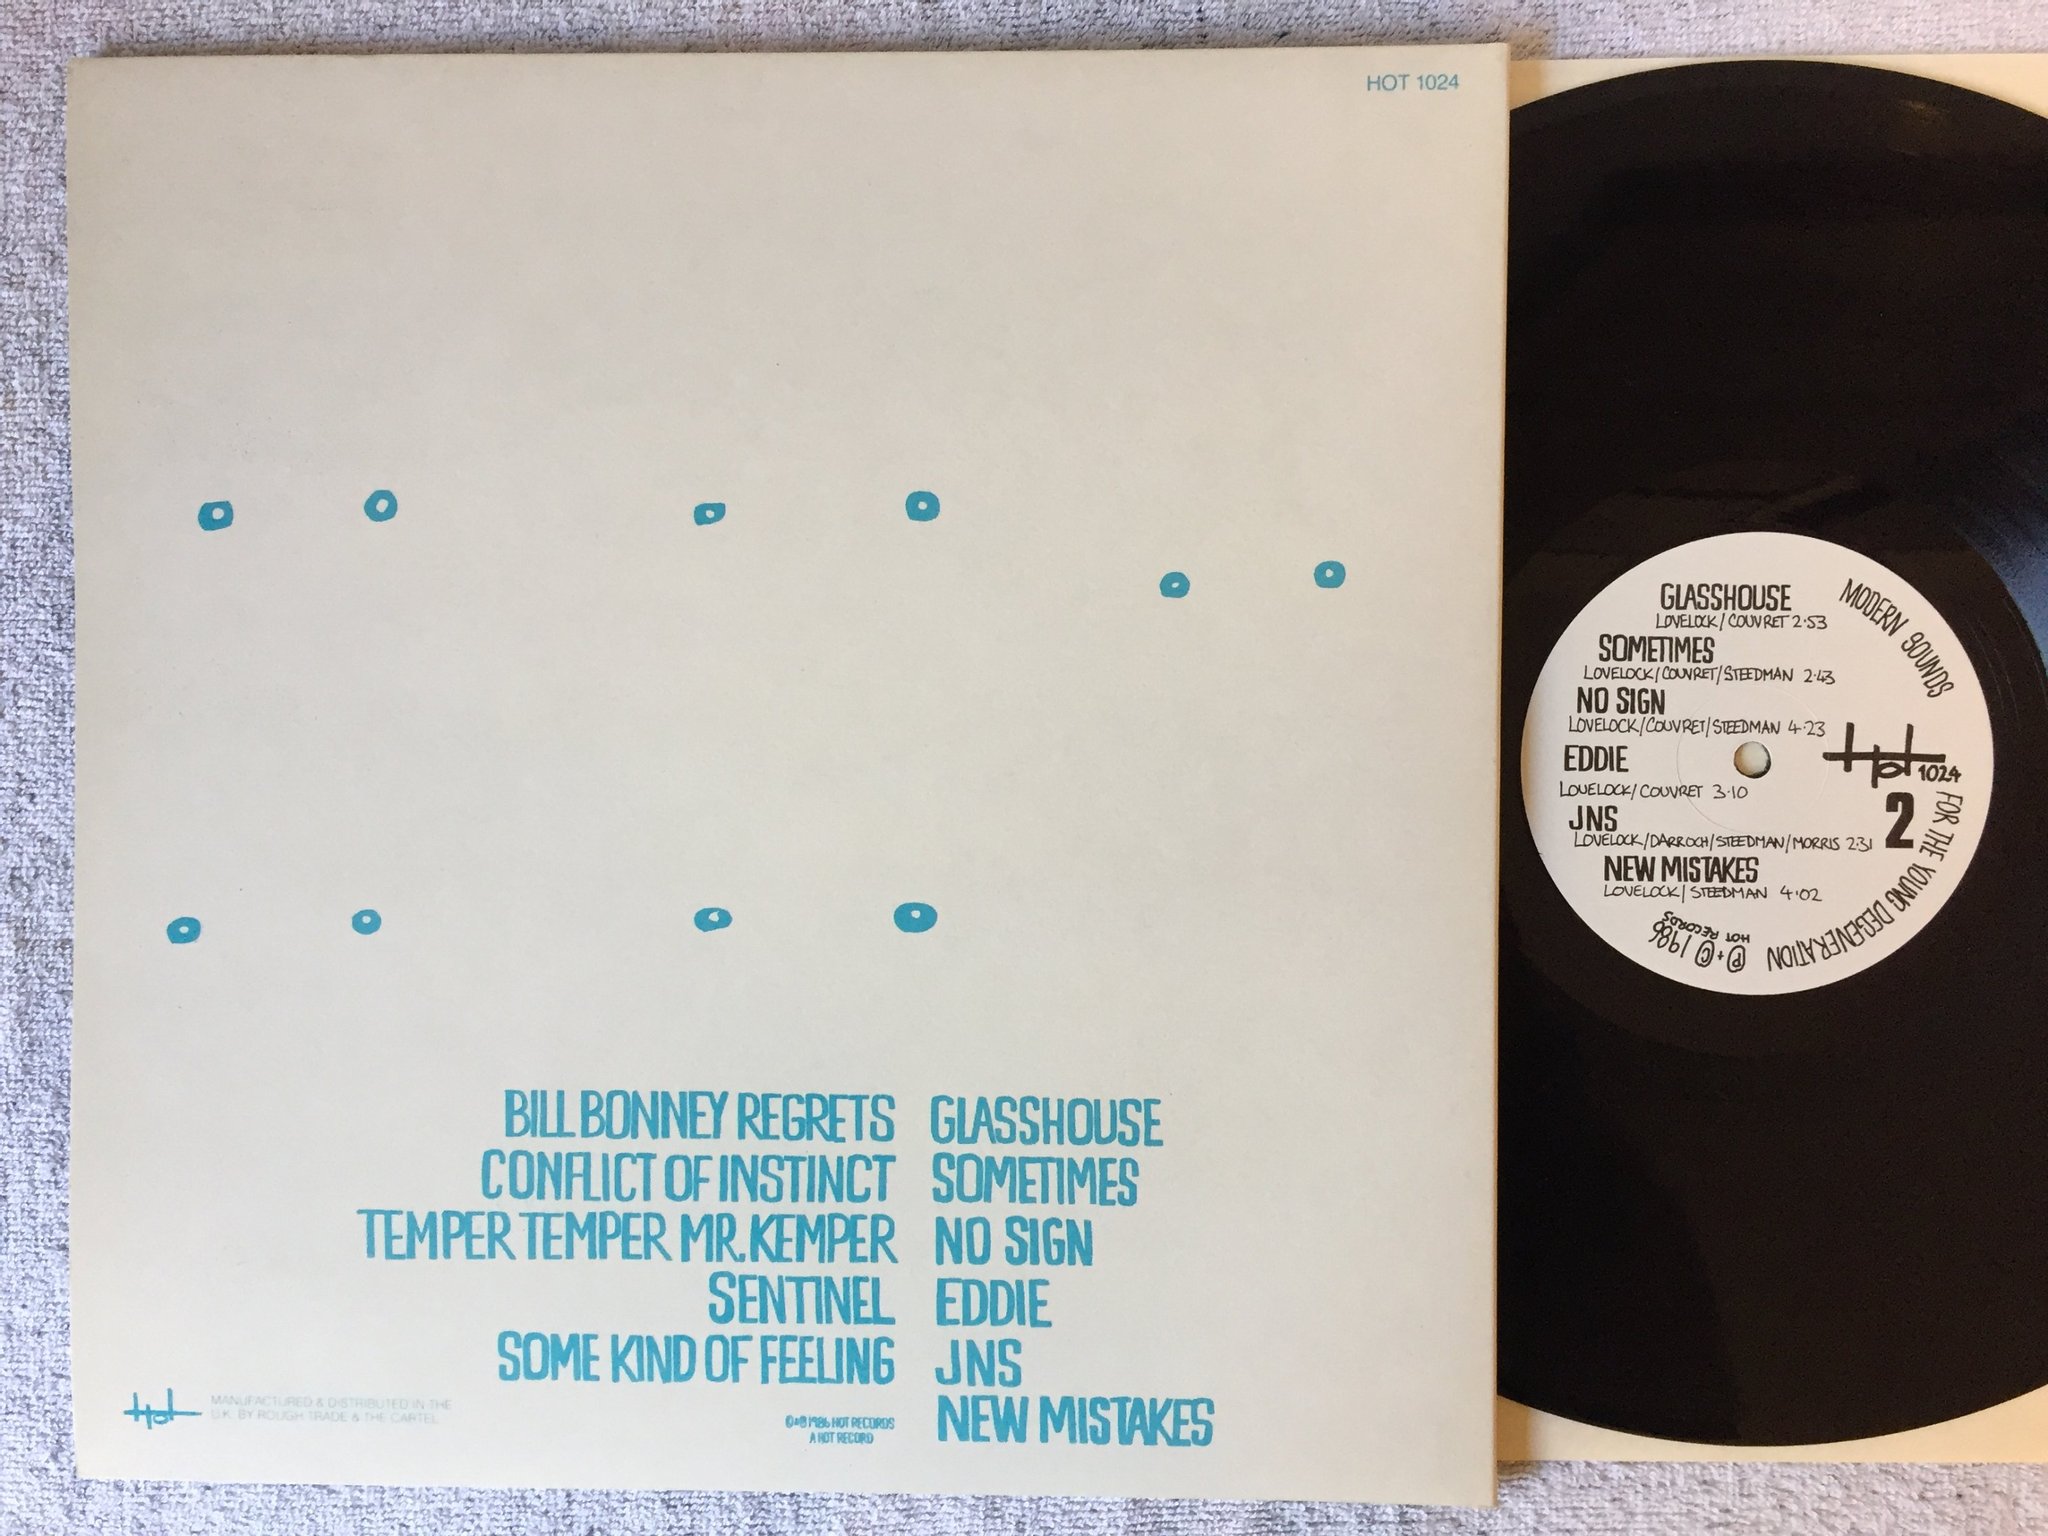 HOT 1024
BILL BONNEY REGRETS
CONFLICT OF INSTINCT
TEMPER TEMPER MR. KEMPER
SENTINEL
SOME KIND OF FEELING
GLASSHOUSE
SOMETIMES
NO SIGN
EDDIE
JNS
NEW MISTAKES
Hot
MANUFACTURED & DISTRIBUTED IN THE
U.K. BY ROUGH TRADE & THE CARTEL
©+℗ 1986 HOT RECORDS
A HOT RECORD
GLASSHOUSE
LOVELOCK/COUVRET 2·53
SOMETIMES
LOVELOCK/COUVRET/STEEDMAN 2·43
NO SIGN
LOVELOCK/COUVRET/STEEDMAN 4·23
EDDIE
LOVELOCK/COUVRET 3·10
JNS
LOVELOCK/DARROCH/STEEDMAN/MORRIS 2·31
NEW MISTAKES
LOVELOCK/STEEDMAN 4·02
MODERN SOUNDS
FOR THE YOUNG DEGENERATION
Hot
1024
2
℗+© 1986
HOT RECORDS